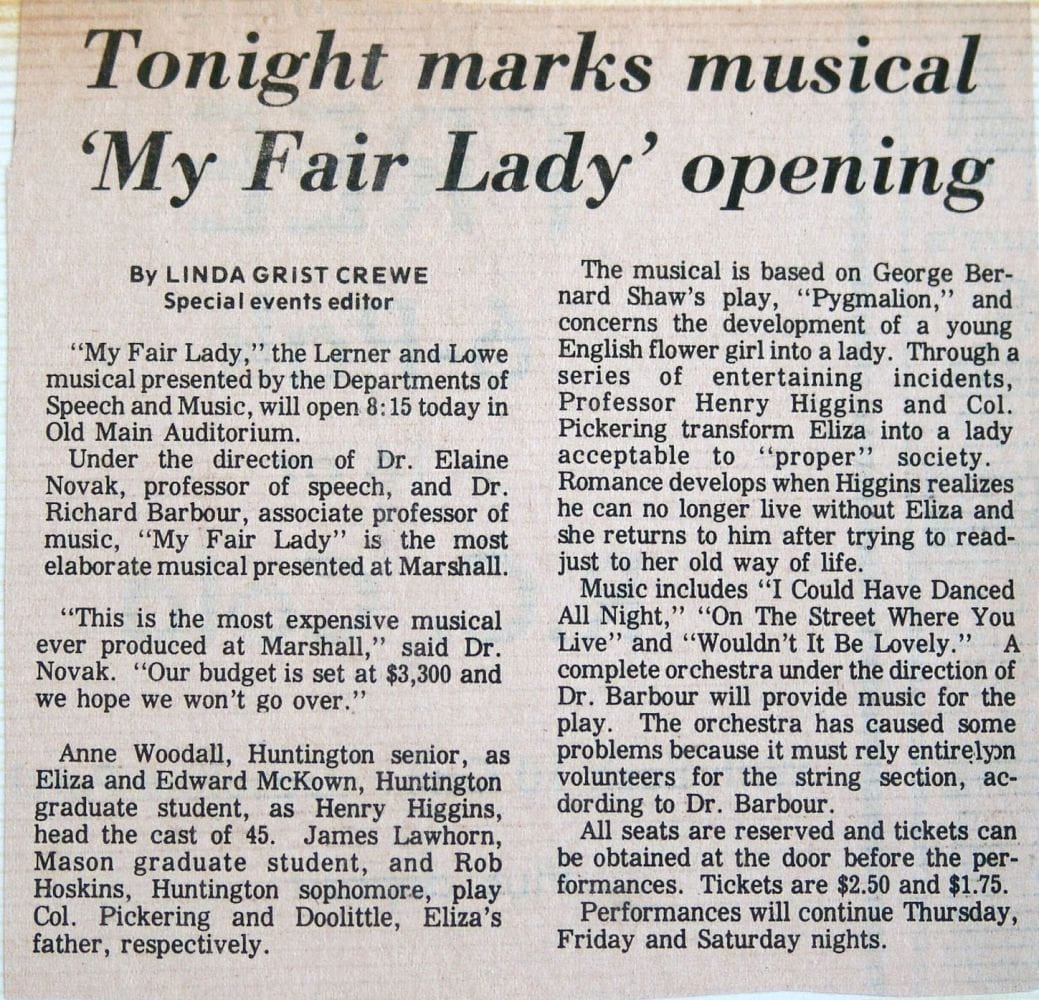 Tonight marks musical
‘My Fair Lady’ opening
By LINDA GRIST CREWE
Special events editor
“My Fair Lady,” the Lerner and Lowe
musical presented by the Departments of
Speech and Music, will open 8:15 today in
Old Main Auditorium.
Under the direction of Dr. Elaine
Novak, professor of speech, and Dr.
Richard Barbour, associate professor of
music, “My Fair Lady” is the most
elaborate musical presented at Marshall.
“This is the most expensive musical
ever produced at Marshall,” said Dr.
Novak. “Our budget is set at $3,300 and
we hope we won’t go over.”
Anne Woodall, Huntington senior, as
Eliza and Edward McKown, Huntington
graduate student, as Henry Higgins,
head the cast of 45. James Lawhorn,
Mason graduate student, and Rob
Hoskins, Huntington sophomore, play
Col. Pickering and Doolittle, Eliza’s
father, respectively.
The musical is based on George Ber-
nard Shaw’s play, “Pygmalion,” and
concerns the development of a young
English flower girl into a lady. Through a
series of entertaining incidents,
Professor Henry Higgins and Col.
Pickering transform Eliza into a lady
acceptable to “proper” society.
Romance develops when Higgins realizes
he can no longer live without Eliza and
she returns to him after trying to read-
just to her old way of life.
Music includes “I Could Have Danced
All Night,” “On The Street Where You
Live” and “Wouldn’t It Be Lovely.” A
complete orchestra under the direction of
Dr. Barbour will provide music for the
play. The orchestra has caused some
problems because it must rely entirelyon
volunteers for the string section, ac-
dording to Dr. Barbour.
All seats are reserved and tickets can
be obtained at the door before the per-
formances. Tickets are $2.50 and $1.75.
Performances will continue Thursday,
Friday and Saturday nights.